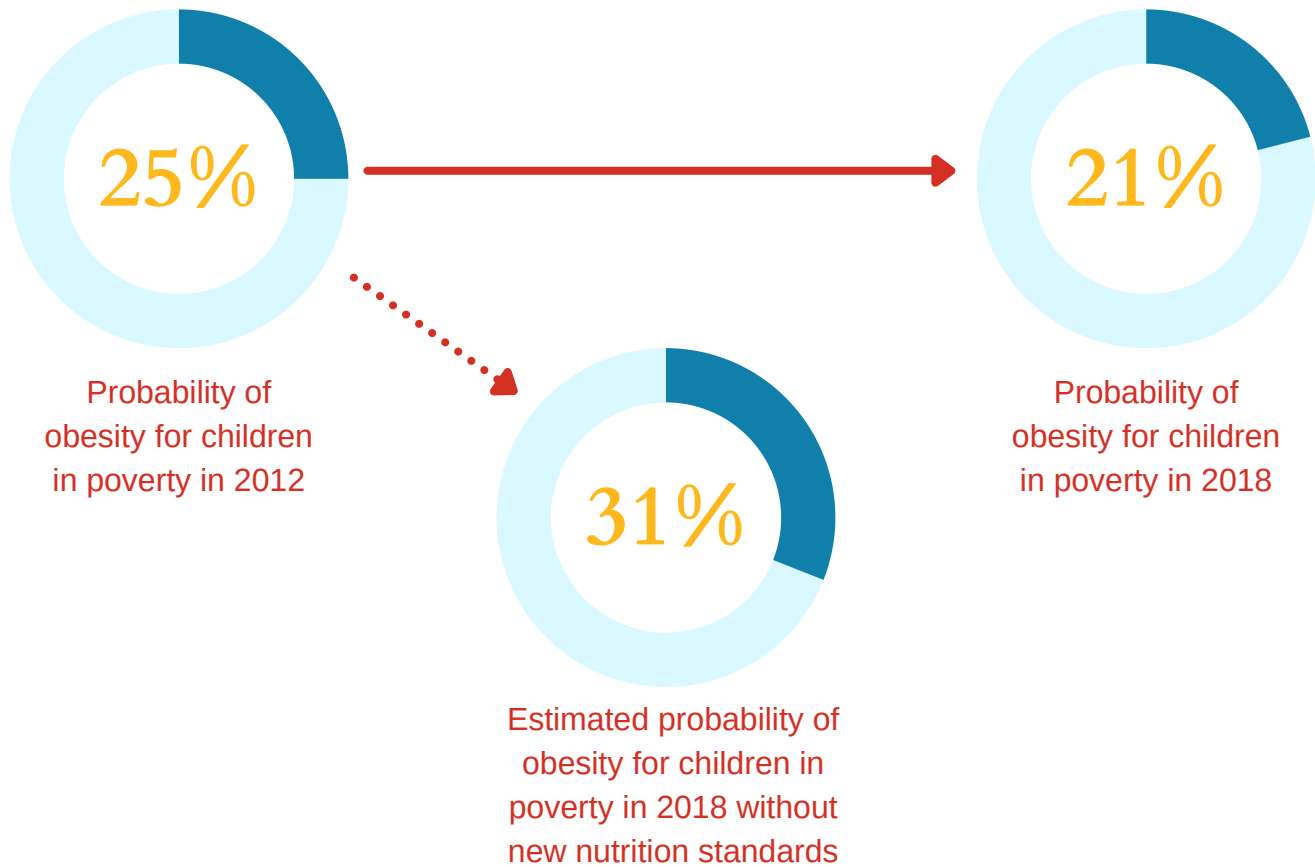 25%
Probability of
obesity for children
in poverty in 2012
21%
Probability of
obesity for children
in poverty in 2018
31%
Estimated probability of
obesity for children in
poverty in 2018 without
new nutrition standards